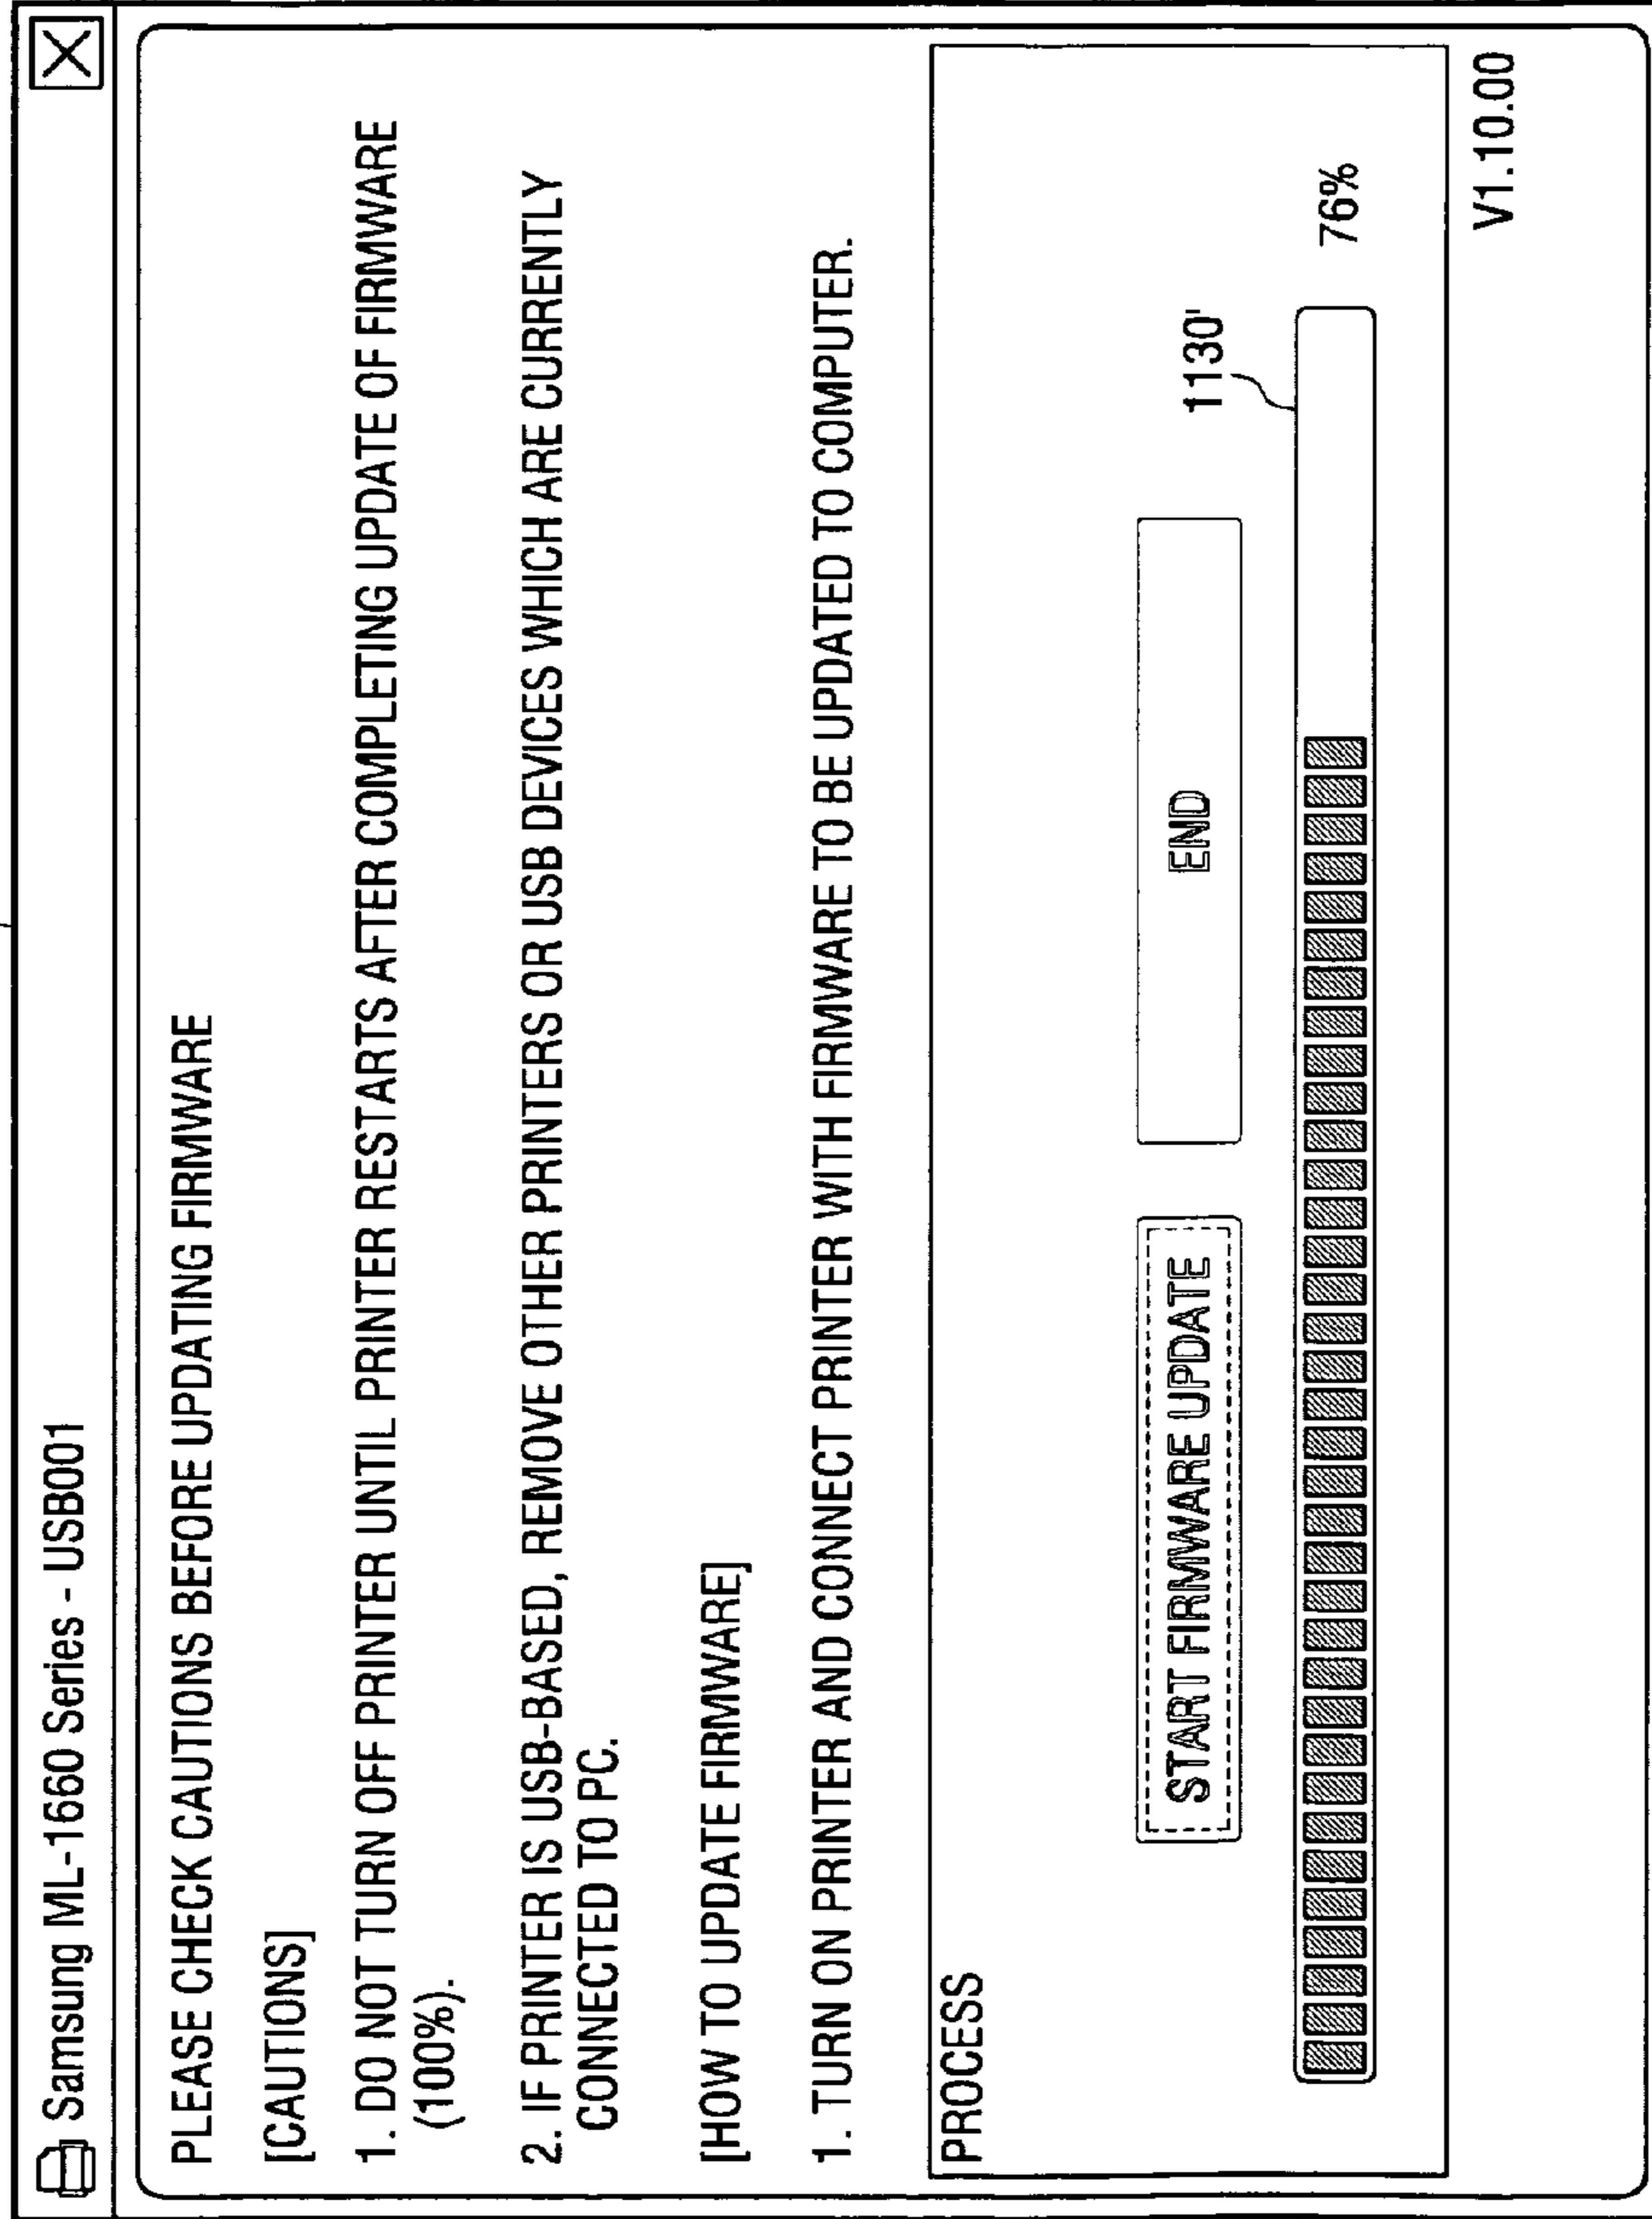 Samsung ML-1660 Series - USB001
PLEASE CHECK CAUTIONS BEFORE UPDATING FIRMWARE
[CAUTIONS]
1. DO NOT TURN OFF PRINTER UNTIL PRINTER RESTARTS AFTER COMPLETING UPDATE OF FIRMWARE
(100%).
2. IF PRINTER IS USB-BASED, REMOVE OTHER PRINTERS OR USB DEVICES WHICH ARE CURRENTLY
CONNECTED TO PC.
[HOW TO UPDATE FIRMWARE]
1. TURN ON PRINTER AND CONNECT PRINTER WITH FIRMWARE TO BE UPDATED TO COMPUTER.
PROCESS
START FIRMWARE UPDATE
END
1130'
76%
V1.10.00